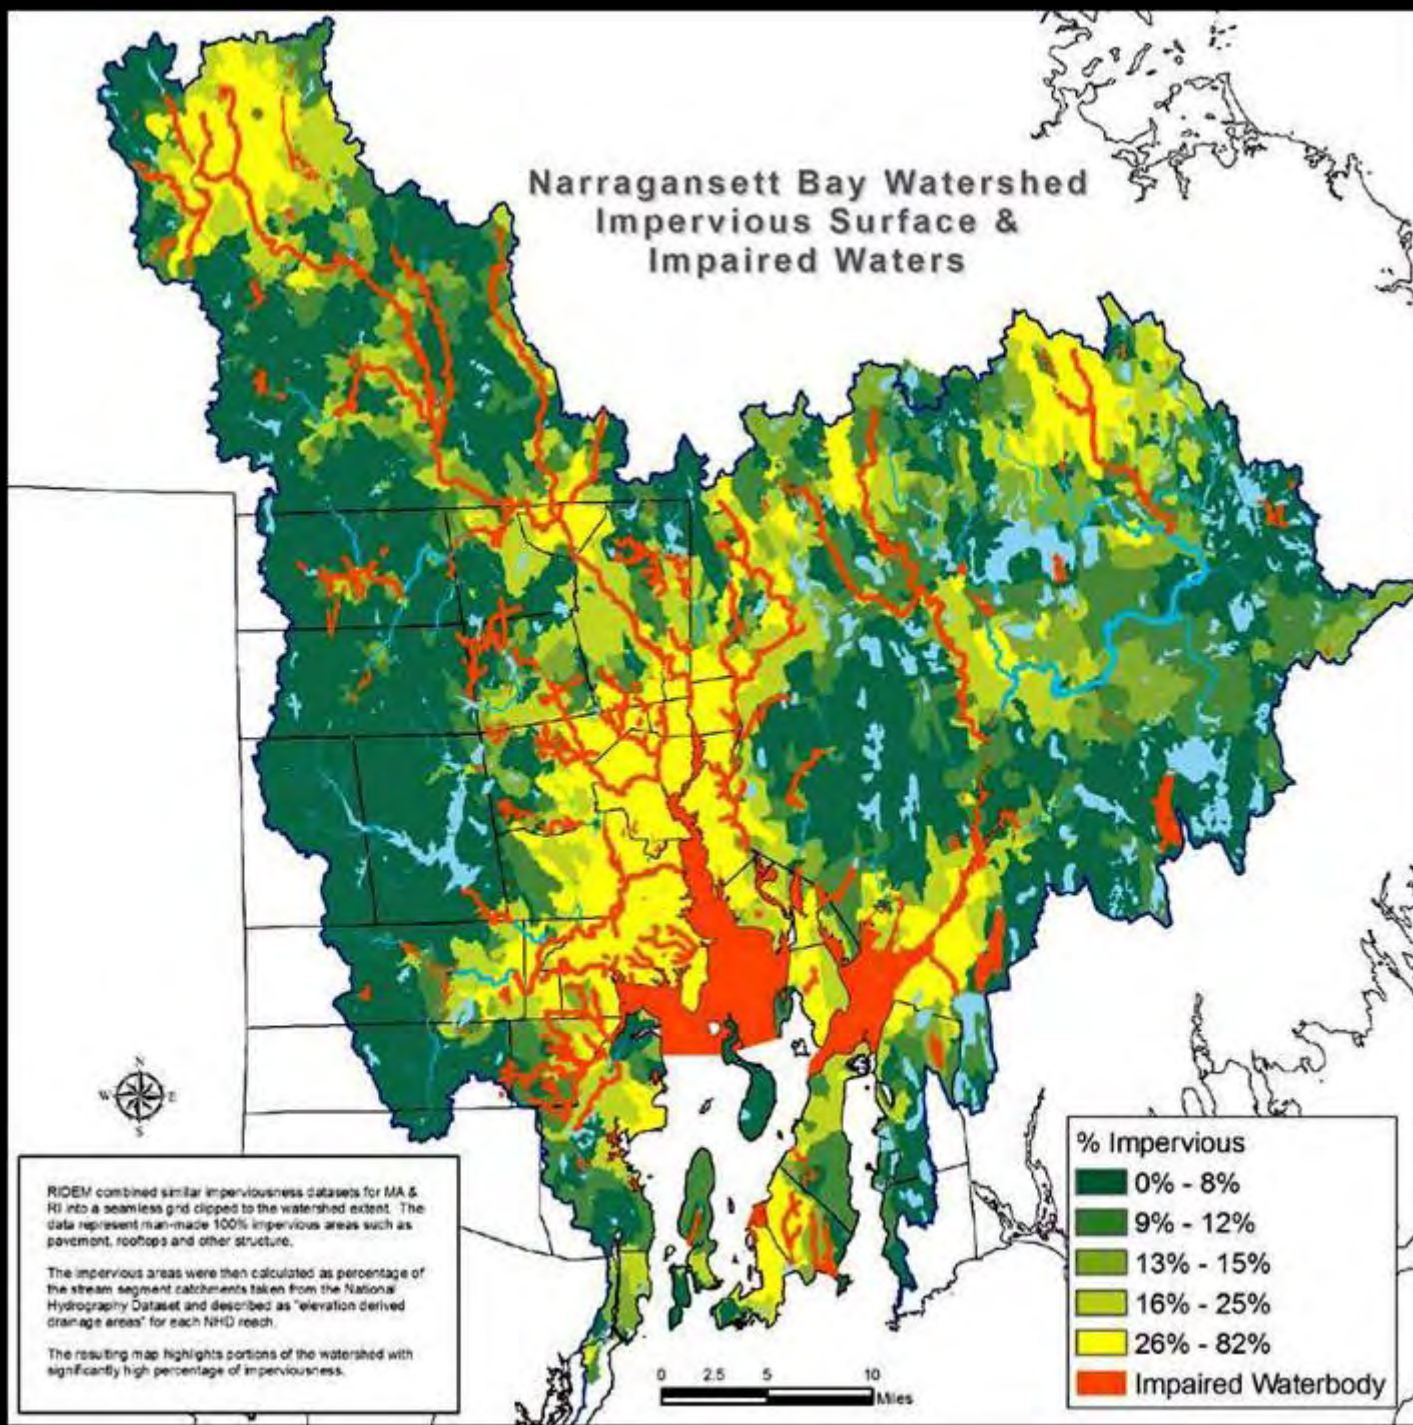 Narragansett Bay Watershed
Impervious Surface &
Impaired Waters
N
W
E
S
RIDEM combined similar imperviousness datasets for MA &
RI into a seamless grid clipped to the watershed extent. The
data represent man-made 100% impervious areas such as
pavement, rooftops and other structure.
The impervious areas were then calculated as percentage of
the stream segment catchments taken from the National
Hydrography Dataset and described as "elevation derived
drainage areas" for each NHD reach.
The resulting map highlights portions of the watershed with
significantly high percentage of imperviousness.
0 2.5 5 10
Miles
% Impervious
0% - 8%
9% - 12%
13% - 15%
16% - 25%
26% - 82%
Impaired Waterbody